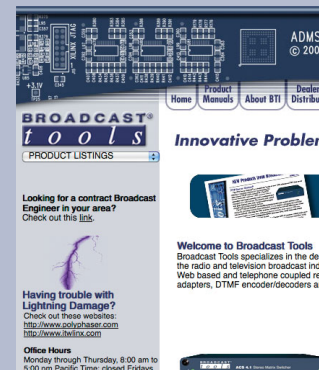 XILINX JTAG
+3.1V
ADMS
© 200
Home
Product
Manuals
About BTI
Dealer
Distribu
BROADCAST®
tools
PRODUCT LISTINGS
Innovative Problem
Looking for a contract Broadcast
Engineer in your area?
Check out this link.
Having trouble with
Lightning Damage?
Check out these websites:
http://www.polyphaser.com
http://www.itwlinx.com
Office Hours
Monday through Thursday, 8:00 am to
5:00 pm Pacific Time; closed Fridays
Welcome to Broadcast Tools
Broadcast Tools specializes in the de
the radio and television broadcast ind
Web based and telephone coupled re
adapters, DTMF encoder/decoders a
BROADCAST
tools
ACS 4.1 Stereo Matrix Switcher